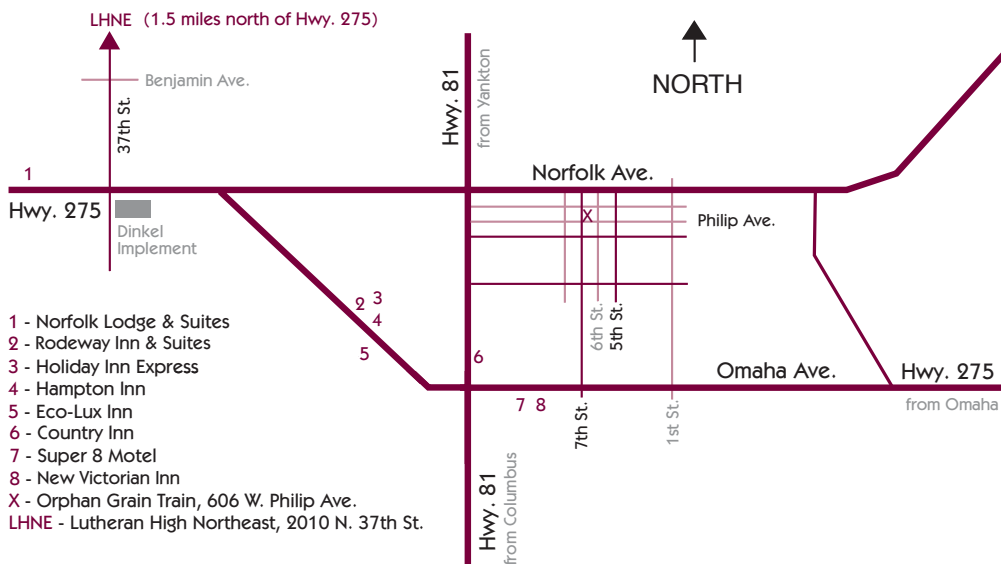 LHNE (1.5 miles north of Hwy. 275)
Benjamin Ave.
37th St.
Hwy. 81
from Yankton
NORTH
1
Norfolk Ave.
Hwy. 275
Dinkel
Implement
X
Philip Ave.
2 3
4
5
6
6th St.
5th St.
Omaha Ave.
Hwy. 275
from Omaha
7 8
7th St.
1st St.
Hwy. 81
from Columbus
1 - Norfolk Lodge & Suites
2 - Rodeway Inn & Suites
3 - Holiday Inn Express
4 - Hampton Inn
5 - Eco-Lux Inn
6 - Country Inn
7 - Super 8 Motel
8 - New Victorian Inn
X - Orphan Grain Train, 606 W. Philip Ave.
LHNE - Lutheran High Northeast, 2010 N. 37th St.